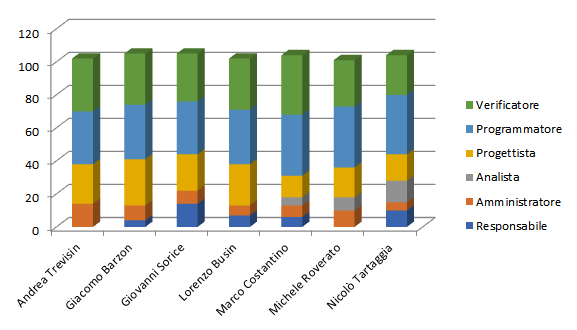 120
100
80
60
40
20
0
Andrea Trevisin
Giacomo Barzon
Giovanni Sorice
Lorenzo Busin
Marco Costantino
Michele Roverato
Nicolò Tartaggia
Verificatore
Programmatore
Progettista
Analista
Amministratore
Responsabile